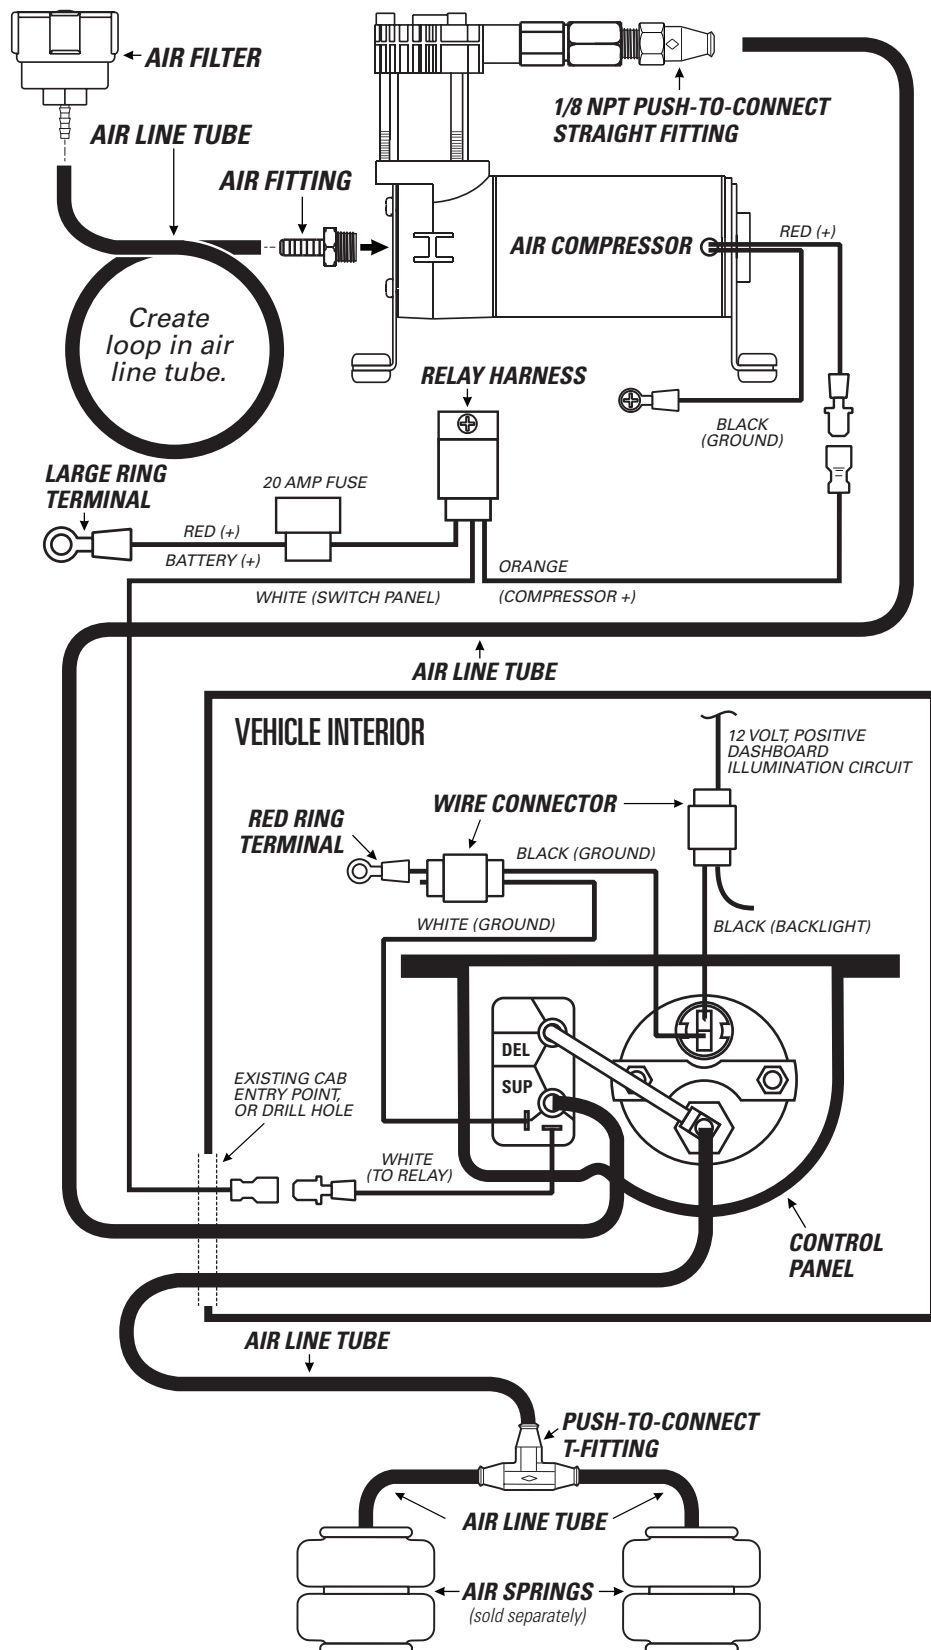 AIR FILTER
1/8 NPT PUSH-TO-CONNECT
STRAIGHT FITTING
AIR LINE TUBE
AIR FITTING
AIR COMPRESSOR
RED (+)
Create
loop in air
line tube.
RELAY HARNESS
BLACK
(GROUND)
LARGE RING
TERMINAL
20 AMP FUSE
RED (+)
BATTERY (+)
ORANGE
WHITE (SWITCH PANEL)
(COMPRESSOR +)
AIR LINE TUBE
VEHICLE INTERIOR
12 VOLT, POSITIVE
DASHBOARD
ILLUMINATION CIRCUIT
WIRE CONNECTOR
RED RING
TERMINAL
BLACK (GROUND)
WHITE (GROUND)
BLACK (BACKLIGHT)
DEL
SUP
EXISTING CAB
ENTRY POINT,
OR DRILL HOLE
WHITE
(TO RELAY)
CONTROL
PANEL
AIR LINE TUBE
PUSH-TO-CONNECT
T-FITTING
AIR LINE TUBE
AIR SPRINGS
(sold separately)